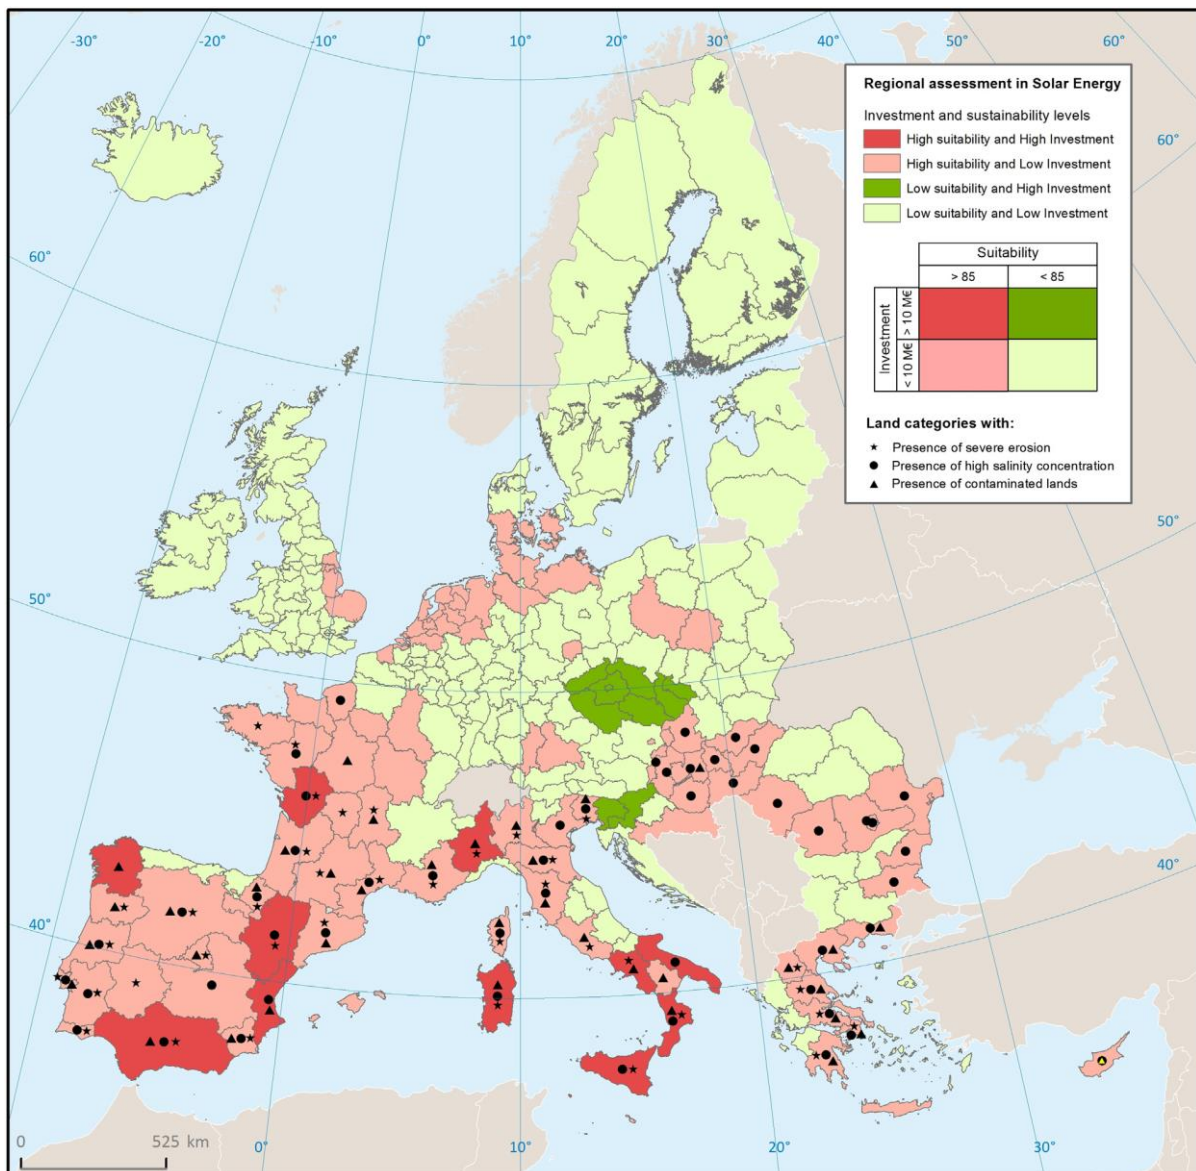 -30°
-20°
-10°
0°
10°
20°
30°
40°
50°
60°
Regional assessment in Solar Energy
Investment and sustainability levels
High suitability and High Investment
High suitability and Low Investment
Low suitability and High Investment
Low suitability and Low Investment
Suitability
> 85
< 85
Investment
> 10 M€
< 10 M€
Land categories with:
Presence of severe erosion
Presence of high salinity concentration
Presence of contaminated lands
60°
60°
50°
50°
40°
40°
0
525 km
0°
10°
20°
30°